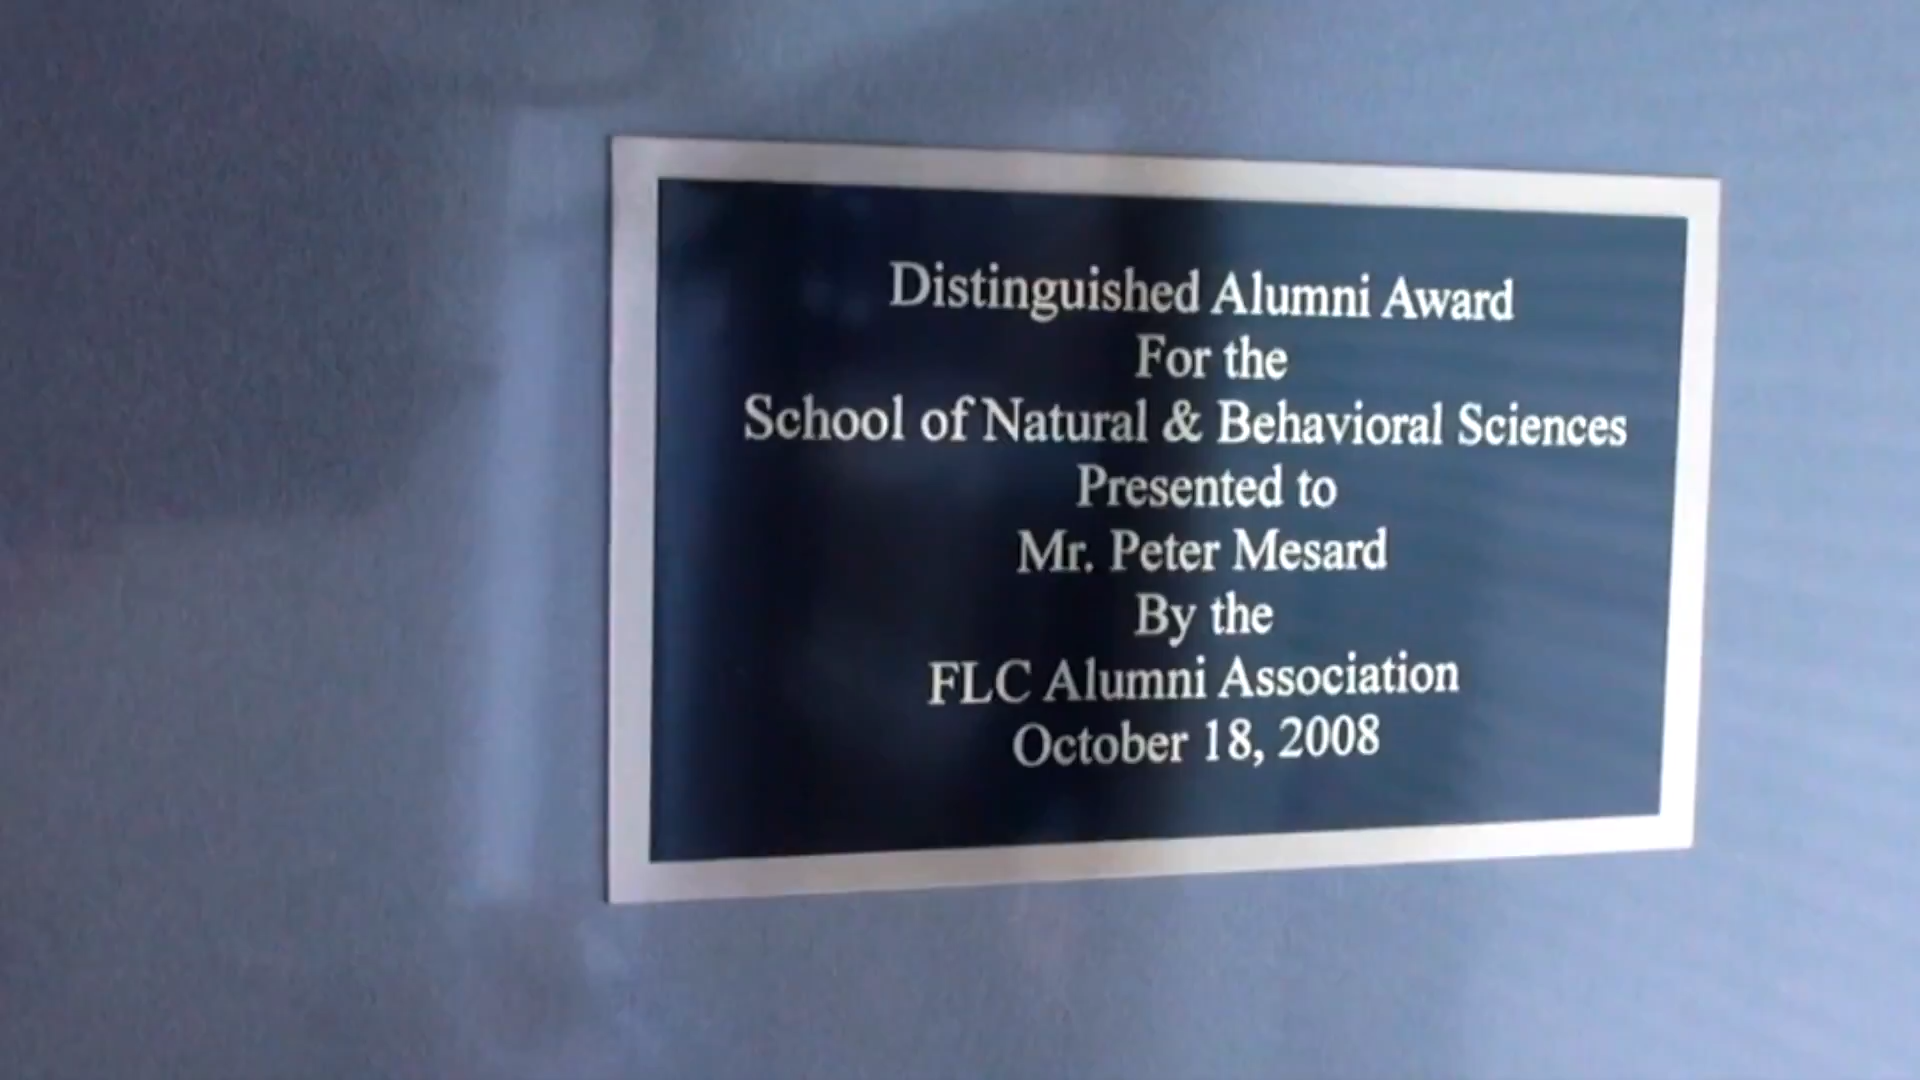 Distinguished Alumni Award
For the
School of Natural & Behavioral Sciences
Presented to
Mr. Peter Mesard
By the
FLC Alumni Association
October 18, 2008